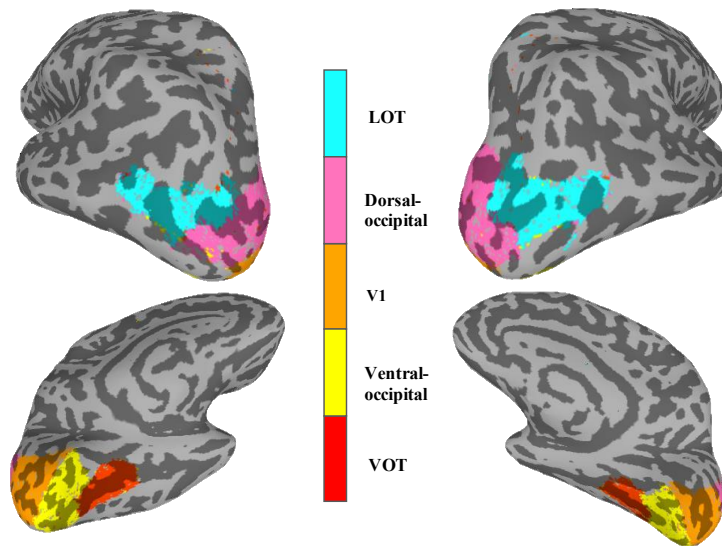 LOT
Dorsal-
occipital
V1
Ventral-
occipital
VOT